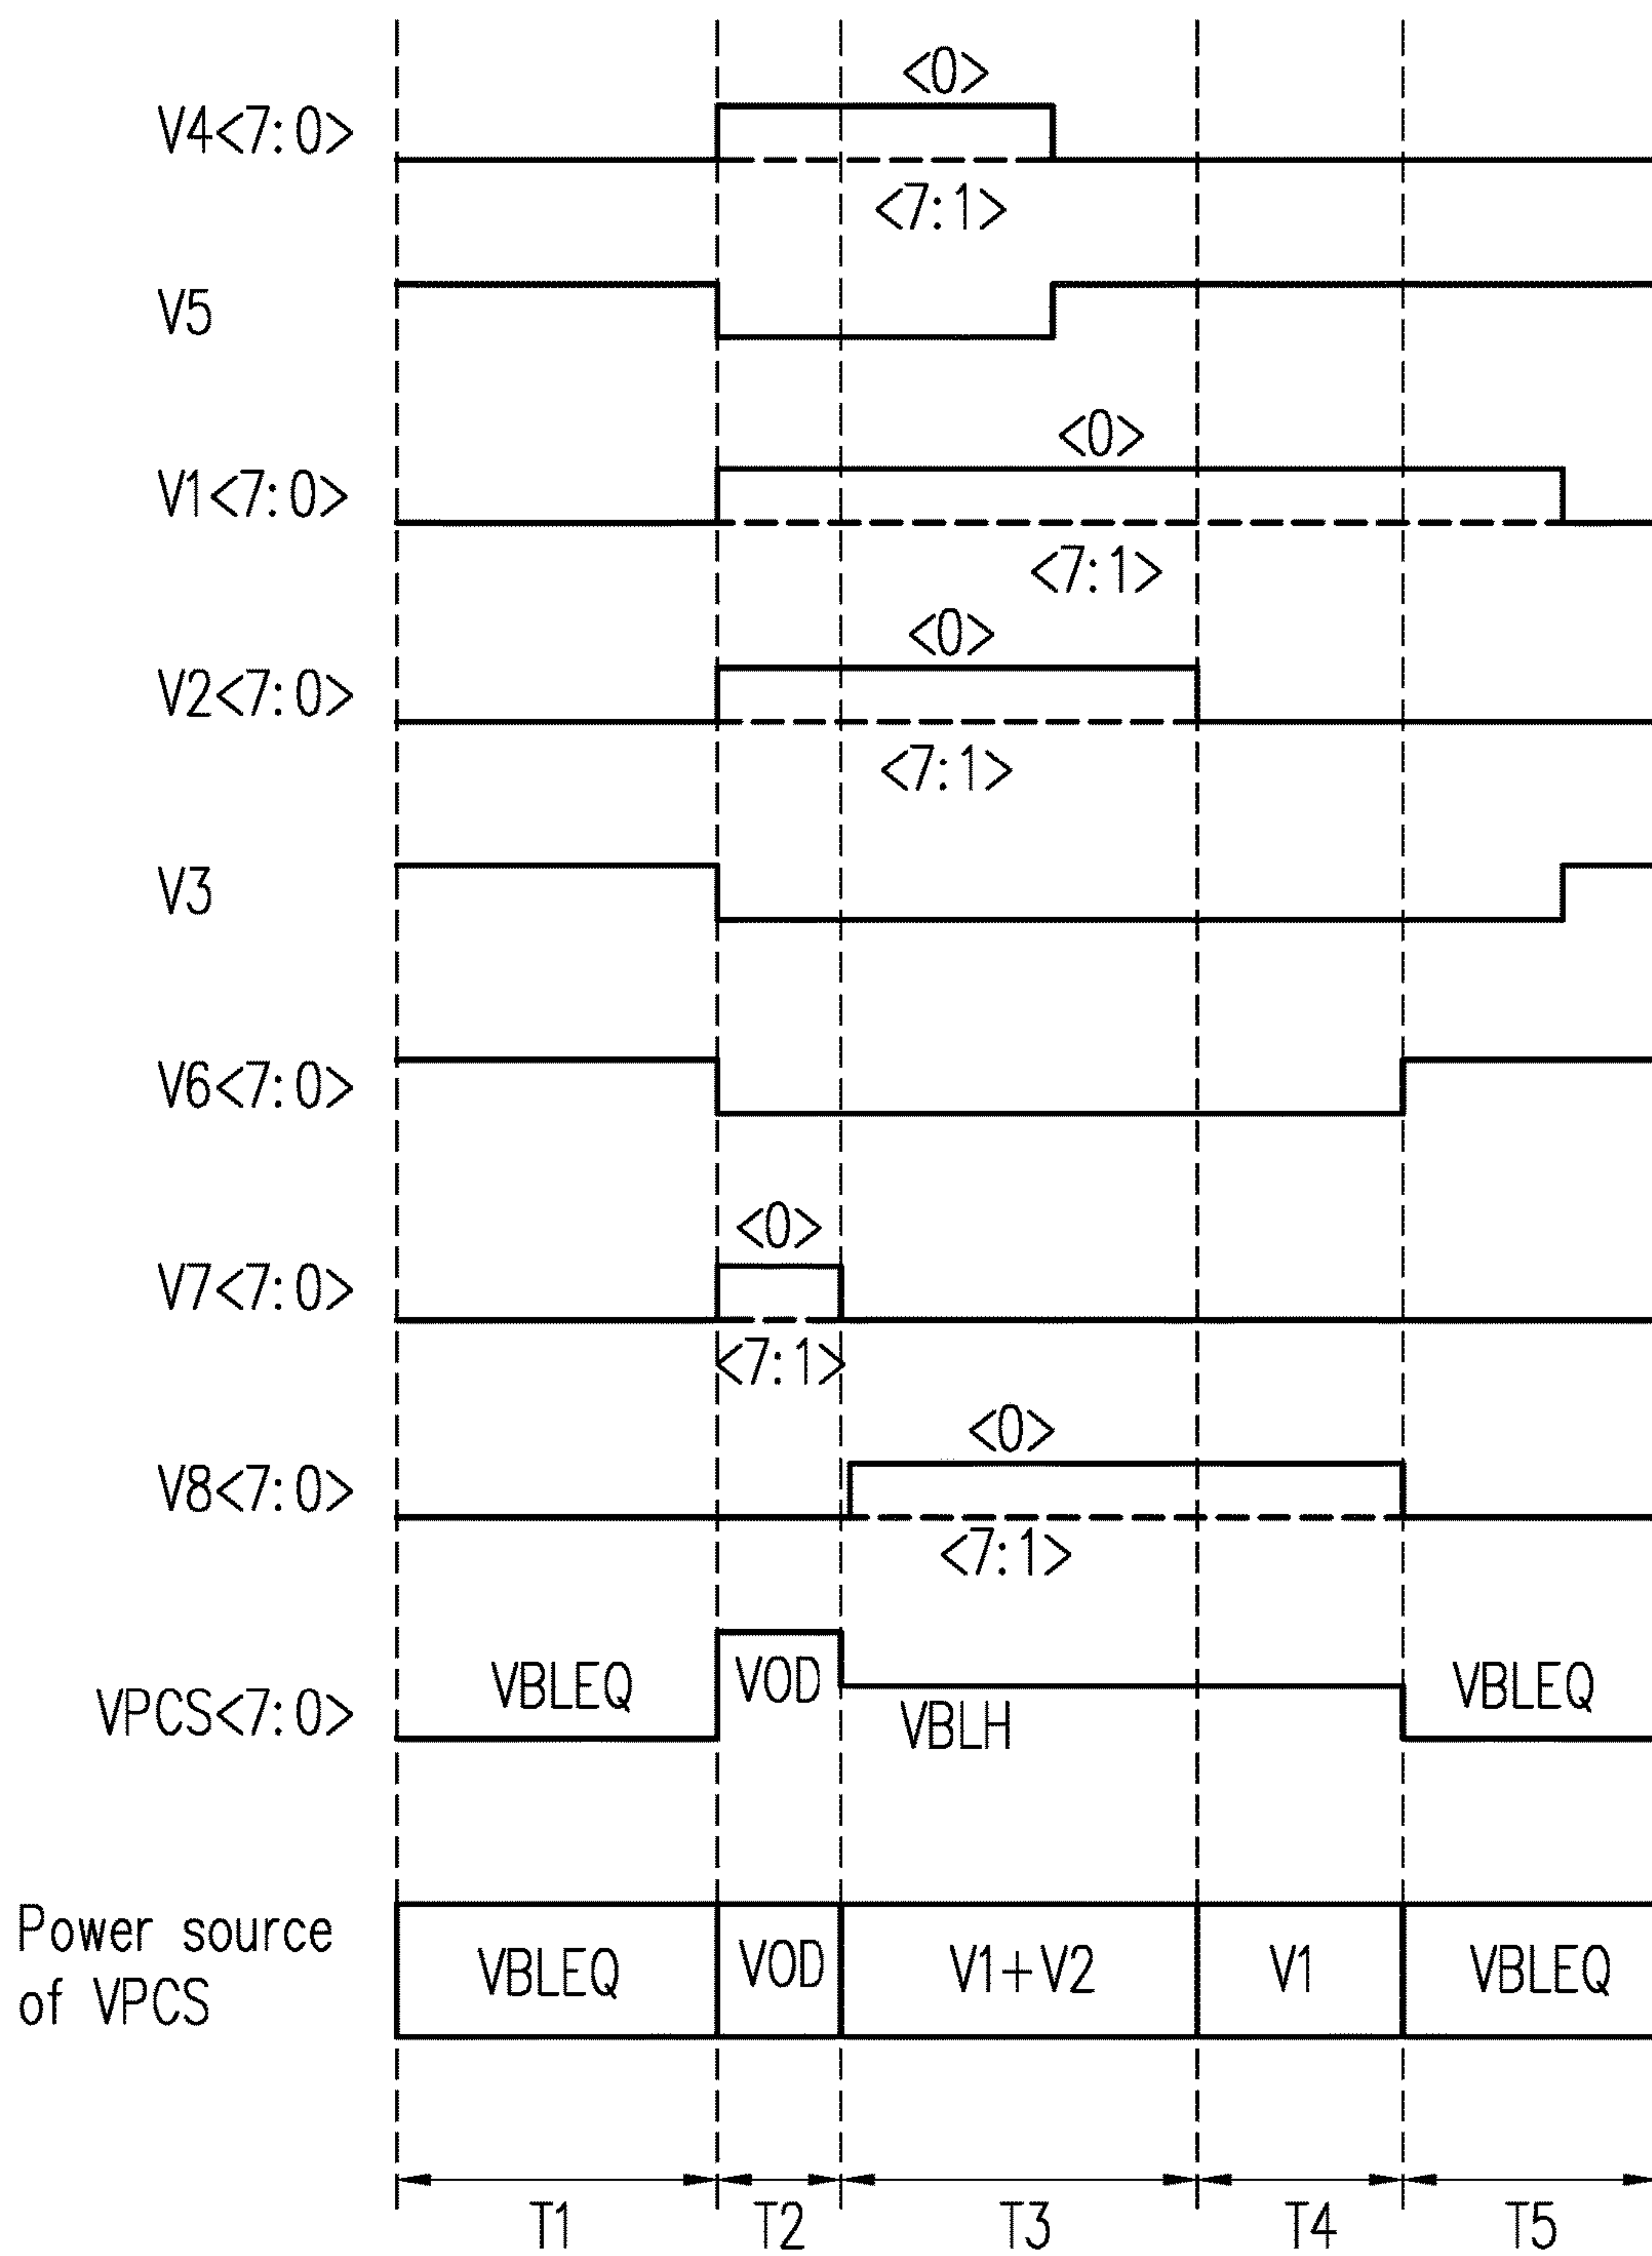 <0>
V4<7:0>
<7:1>
V5
<0>
V1<7:0>
<7:1>
<0>
V2<7:0>
<7:1>
V3
V6<7:0>
<0>
V7<7:0>
<7:1>
<0>
V8<7:0>
<7:1>
VPCS<7:0> VBLEQ VOD VBLH VBLEQ
Power source
of VPCS
VBLEQ VOD V1+V2 V1 VBLEQ
T1 T2 T3 T4 T5